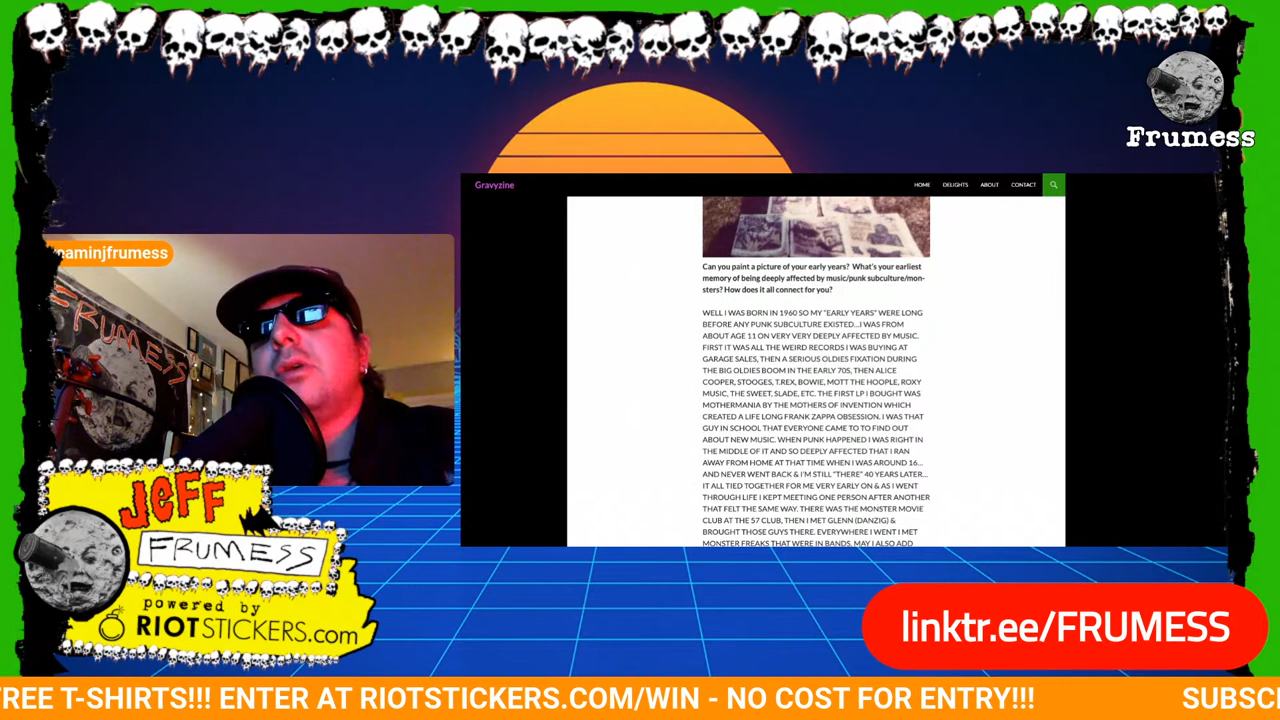 Frumess
Gravyzine
HOME DELIGHTS ABOUT CONTACT
eaminjfrumess
FRUMESS
Can you paint a picture of your early years? What's your earliest
memory of being deeply affected by music/punk subculture/mon-
sters? How does it all connect for you?
WELL I WAS BORN IN 1960 SO MY "EARLY YEARS" WERE LONG
BEFORE ANY PUNK SUBCULTURE EXISTED...I WAS FROM
ABOUT AGE 11 ON VERY VERY DEEPLY AFFECTED BY MUSIC.
FIRST IT WAS ALL THE WEIRD RECORDS I WAS BUYING AT
GARAGE SALES, THEN A SERIOUS OLDIES FIXATION DURING
THE BIG OLDIES BOOM IN THE EARLY 70S, THEN ALICE
COOPER, STOOGES, T.REX, BOWIE, MOTT THE HOOPLE, ROXY
MUSIC, THE SWEET, SLADE, ETC. THE FIRST LP I BOUGHT WAS
MOTHERMANIA BY THE MOTHERS OF INVENTION WHICH
CREATED A LIFE LONG FRANK ZAPPA OBSESSION. I WAS THAT
GUY IN SCHOOL THAT EVERYONE CAME TO TO FIND OUT
ABOUT NEW MUSIC. WHEN PUNK HAPPENED I WAS RIGHT IN
THE MIDDLE OF IT AND SO DEEPLY AFFECTED THAT I RAN
AWAY FROM HOME AT THAT TIME WHEN I WAS AROUND 16...
AND NEVER WENT BACK & I'M STILL "THERE" 40 YEARS LATER...
IT ALL TIED TOGETHER FOR ME VERY EARLY ON & AS I WENT
THROUGH LIFE I KEPT MEETING ONE PERSON AFTER ANOTHER
THAT FELT THE SAME WAY. THERE WAS THE MONSTER MOVIE
CLUB AT THE 57 CLUB, THEN I MET GLENN (DANZIG) &
BROUGHT THOSE GUYS THERE. EVERYWHERE I WENT I MET
MONSTER FREAKS THAT WERE IN BANDS. MAY I ALSO ADD
JEFF
FRUMESS
powered by
RIOTSTICKERS.com
linktr.ee/FRUMESS
FREE T-SHIRTS!!! ENTER AT RIOTSTICKERS.COM/WIN - NO COST FOR ENTRY!!! SUBSC